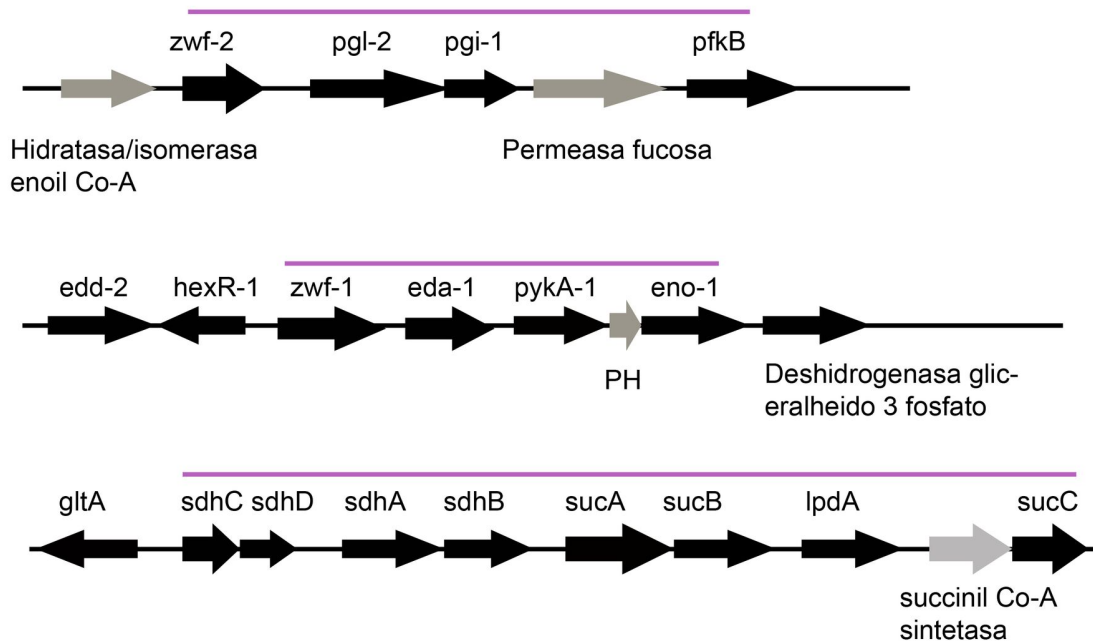 zwf-2 pgl-2 pgi-1 pfkB
Hidratasa/isomerasa
enoil Co-A
Permeasa fucosa
edd-2 hexR-1 zwf-1 eda-1 pykA-1 eno-1
PH
Deshidrogenasa glic-
eralheido 3 fosfato
gltA sdhC sdhD sdhA sdhB sucA sucB lpdA sucC
succinil Co-A
sintetasa